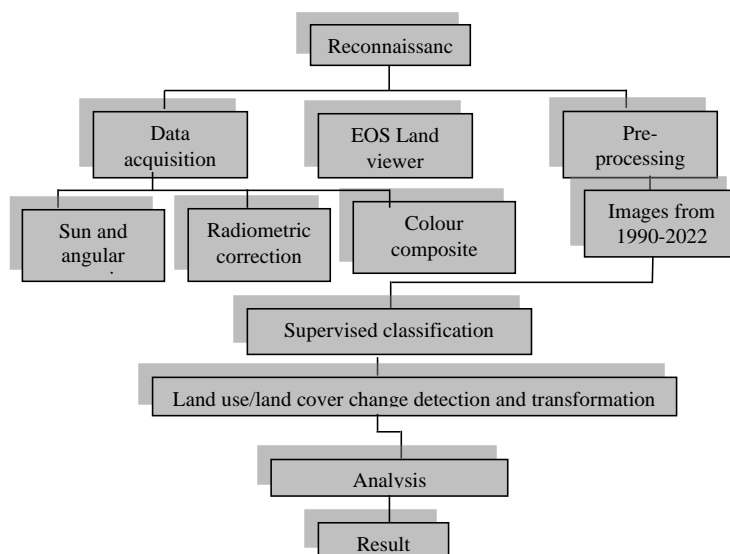 Reconnaissanc
Data
acquisition
EOS Land
viewer
Pre-
processing
Sun and
angular
Radiometric
correction
Colour
composite
Images from
1990-2022
Supervised classification
Land use/land cover change detection and transformation
Analysis
Result